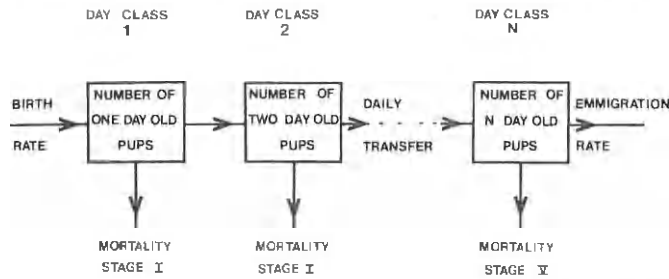 DAY CLASS
1
DAY CLASS
2
DAY CLASS
N
BIRTH
RATE
NUMBER OF
ONE DAY OLD
PUPS
NUMBER OF
TWO DAY OLD
PUPS
DAILY
TRANSFER
NUMBER OF
N DAY OLD
PUPS
EMMIGRATION
RATE
MORTALITY
STAGE I
MORTALITY
STAGE I
MORTALITY
STAGE V